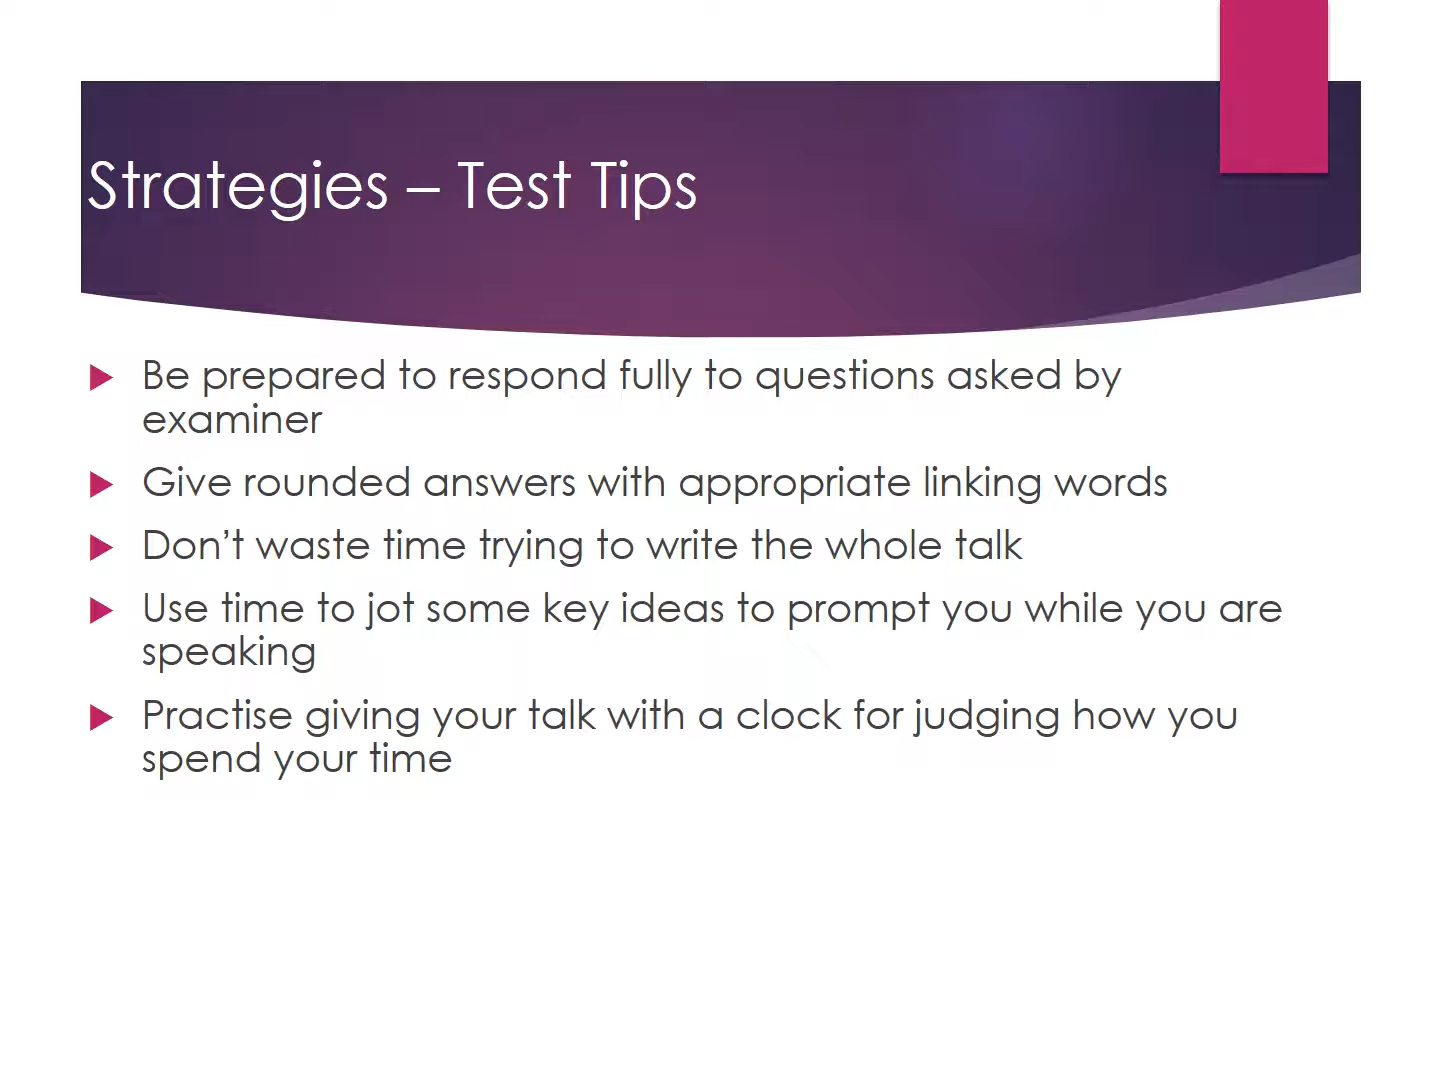 Strategies – Test Tips
Be prepared to respond fully to questions asked by
examiner
Give rounded answers with appropriate linking words
Don’t waste time trying to write the whole talk
Use time to jot some key ideas to prompt you while you are
speaking
Practise giving your talk with a clock for judging how you
spend your time